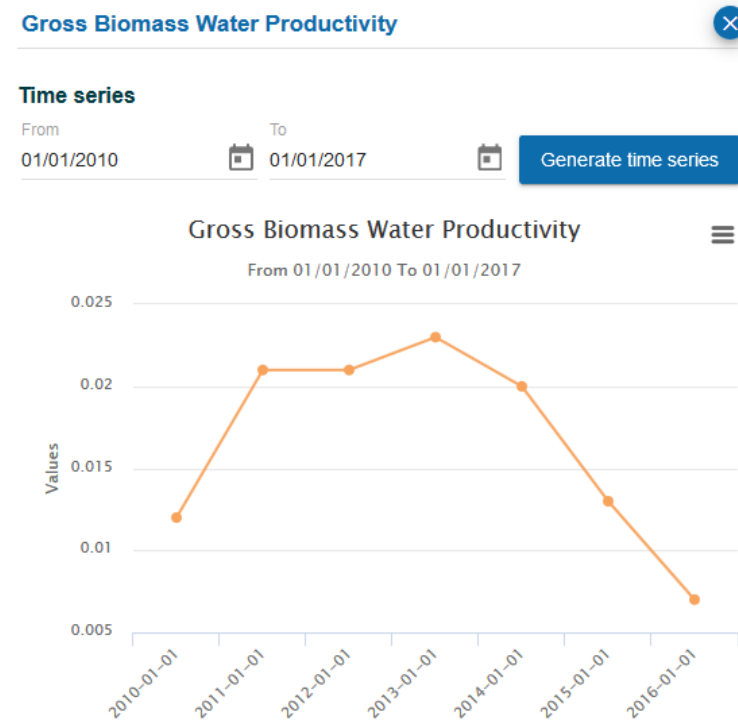 Gross Biomass Water Productivity
Time series
From To
01/01/2010 01/01/2017 Generate time series
Gross Biomass Water Productivity
From 01/01/2010 To 01/01/2017
Values
0.025
0.02
0.015
0.01
0.005
2010-01-01 2011-01-01 2012-01-01 2013-01-01 2014-01-01 2015-01-01 2016-01-01